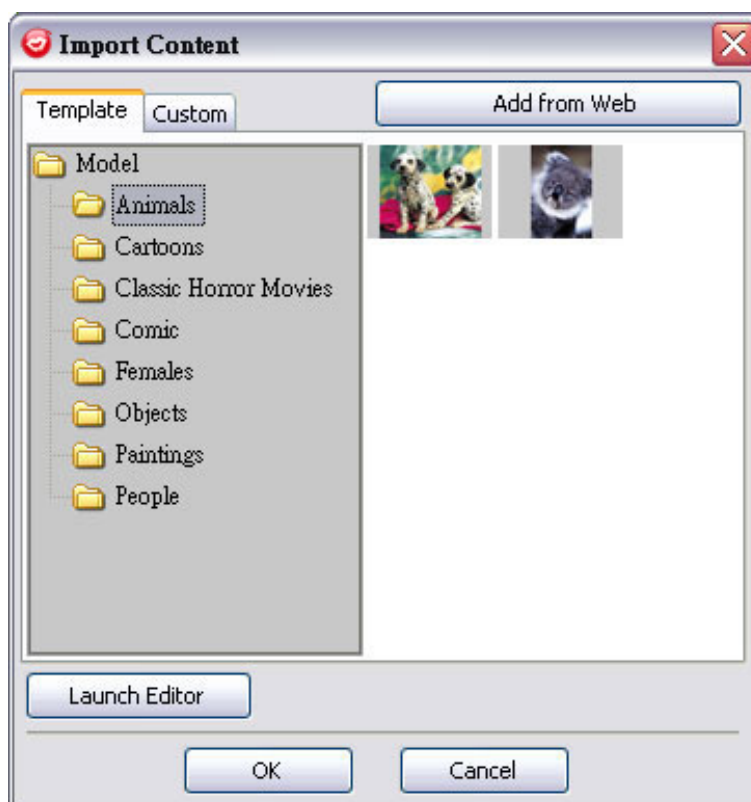 Import Content
Template
Custom
Add from Web
Model
Animals
Cartoons
Classic Horror Movies
Comic
Females
Objects
Paintings
People
Launch Editor
OK
Cancel